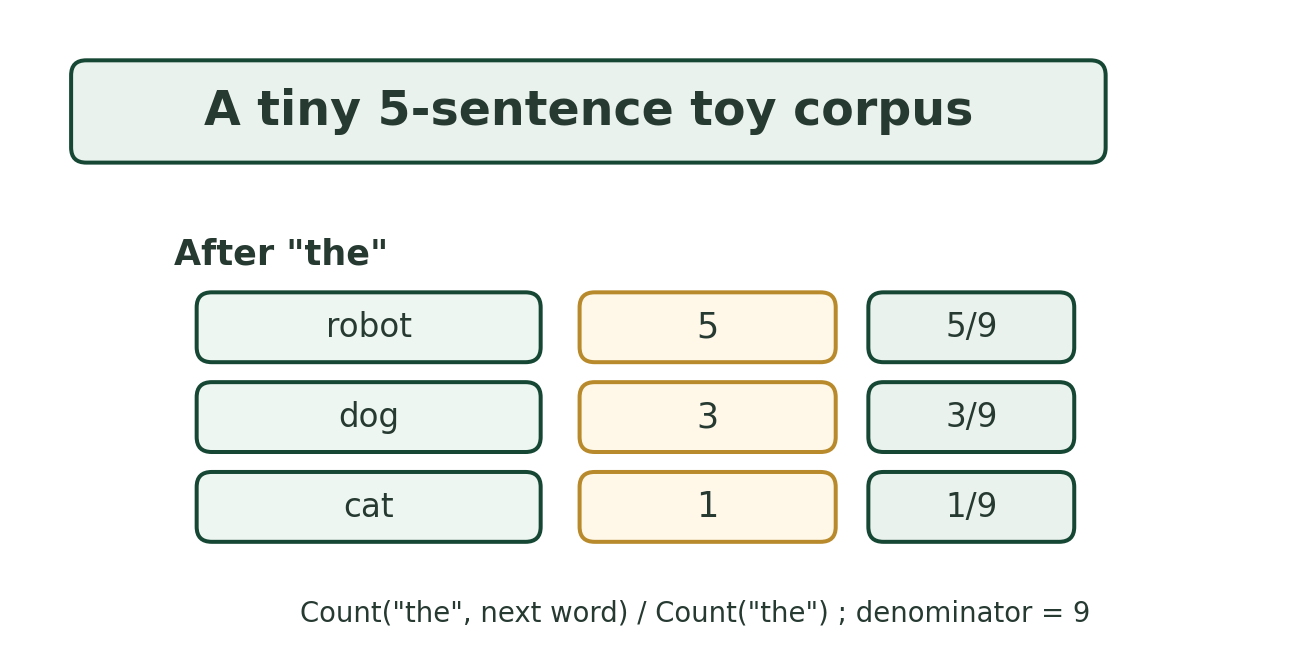 A tiny 5-sentence toy corpus
After "the"
robot 5 5/9
dog 3 3/9
cat 1 1/9
Count("the", next word) / Count("the") ; denominator = 9